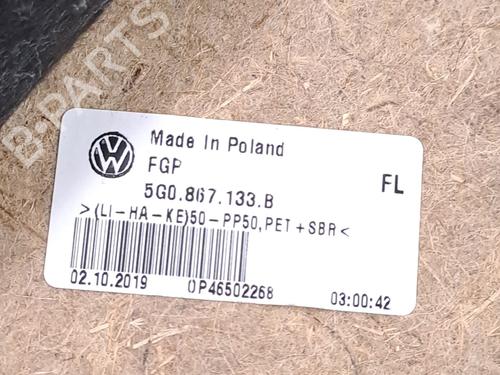 B-PARTS
Made In Poland
FGP
FL
5G0.867.133.B
>(LI-HA-KE)50-PP50,PET+SBR<
02.10.2019 OP46502268 03:00:42